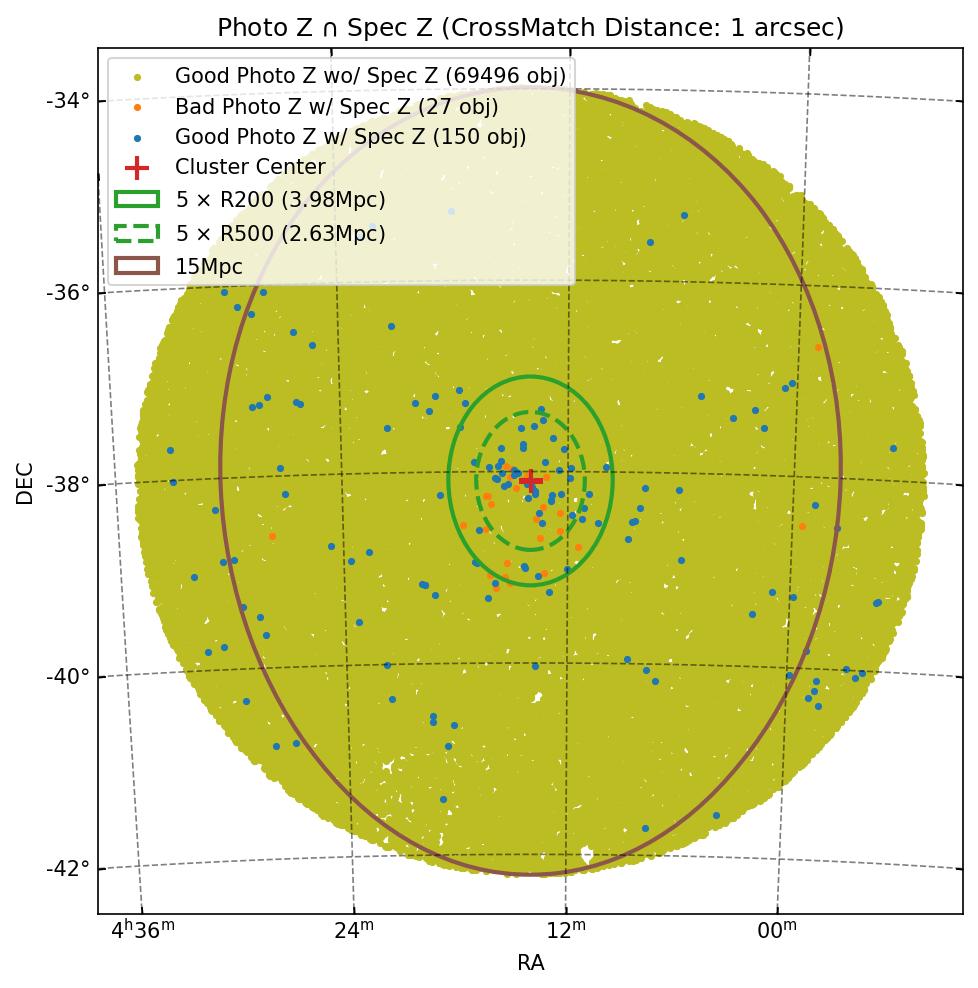 Photo Z ∩ Spec Z (CrossMatch Distance: 1 arcsec)
Good Photo Z wo/ Spec Z (69496 obj)
Bad Photo Z w/ Spec Z (27 obj)
Good Photo Z w/ Spec Z (150 obj)
Cluster Center
5 × R200 (3.98Mpc)
5 × R500 (2.63Mpc)
15Mpc
-34°
-36°
-38°
-40°
-42°
DEC
4ʰ36ᵐ 24ᵐ 12ᵐ 00ᵐ
RA